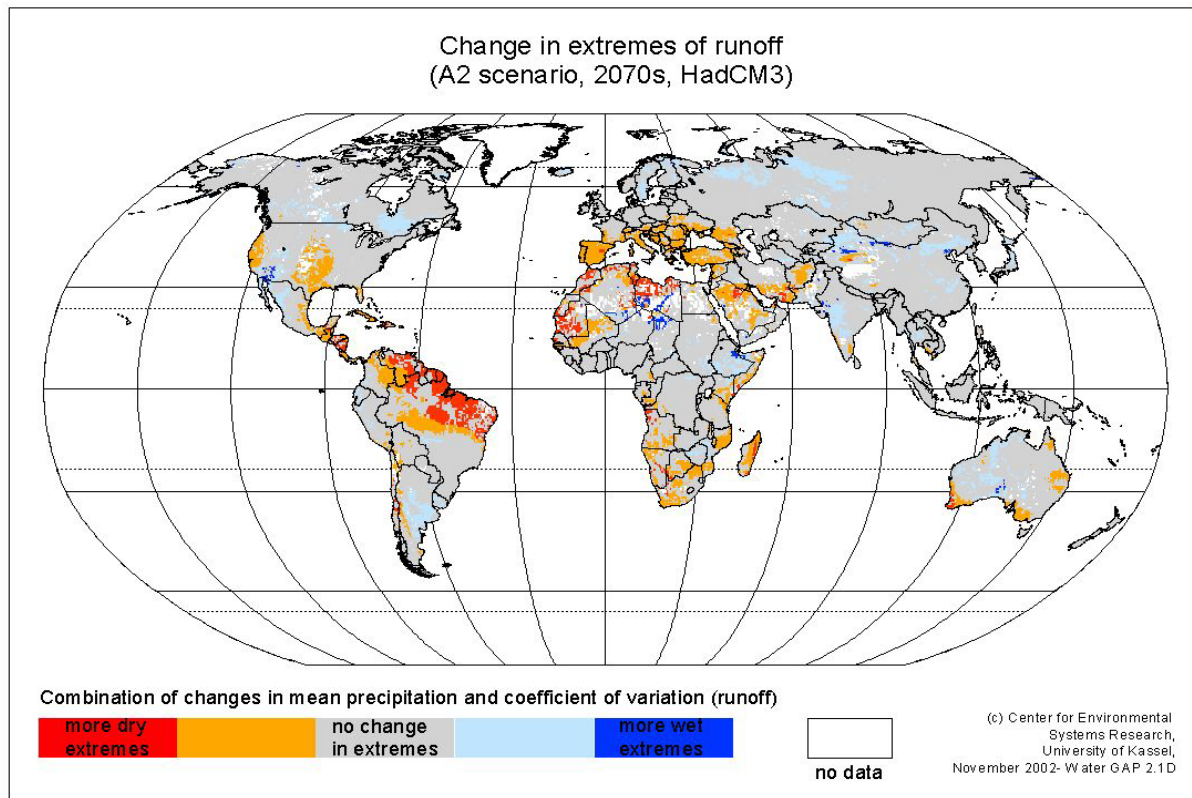 Change in extremes of runoff
(A2 scenario, 2070s, HadCM3)
Combination of changes in mean precipitation and coefficient of variation (runoff)
more dry
extremes
no change
in extremes
more wet
extremes
no data
(c) Center for Environmental
Systems Research,
University of Kassel,
November 2002- Water GAP 2.1D